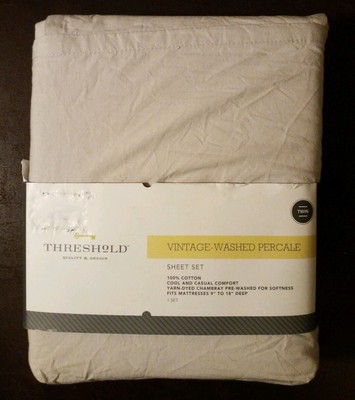 TWIN
THRESHOLD
QUALITY & DESIGN
VINTAGE-WASHED PERCALE
SHEET SET
100% COTTON
COOL AND CASUAL COMFORT
YARN-DYED CHAMBRAY PRE-WASHED FOR SOFTNESS
FITS MATTRESSES 9" TO 18" DEEP
1 SET